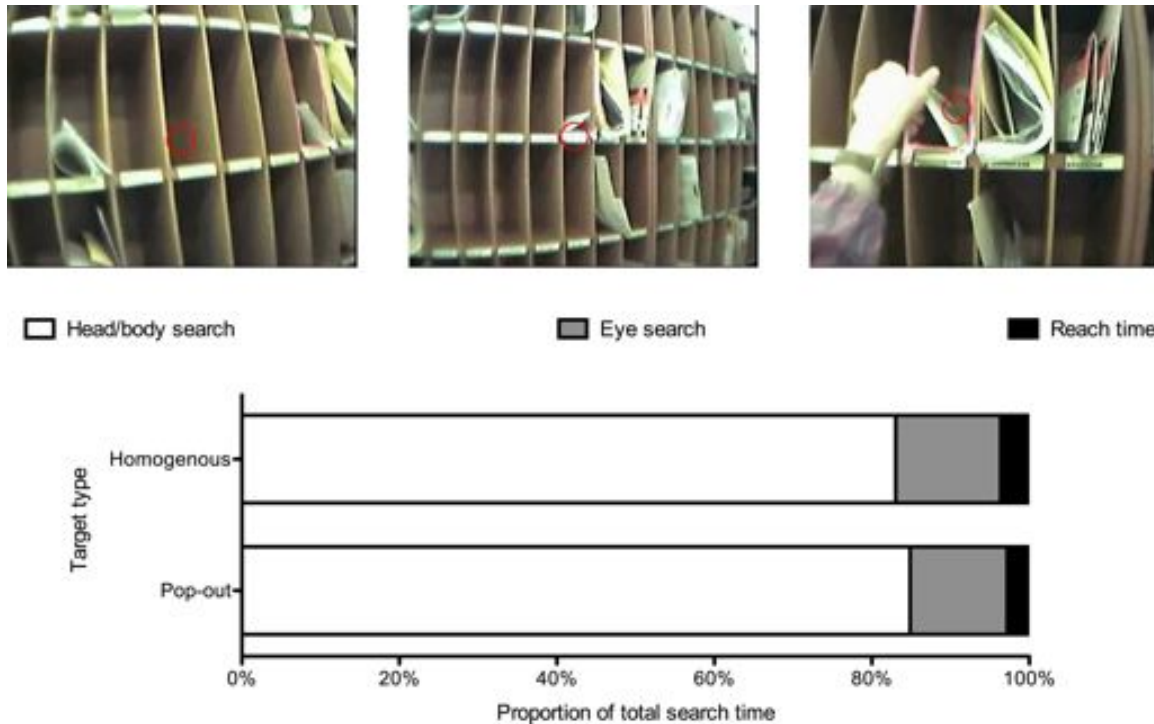 Head/body search
Eye search
Reach time
Target type
Homogenous
Pop-out
0%
20%
40%
60%
80%
100%
Proportion of total search time